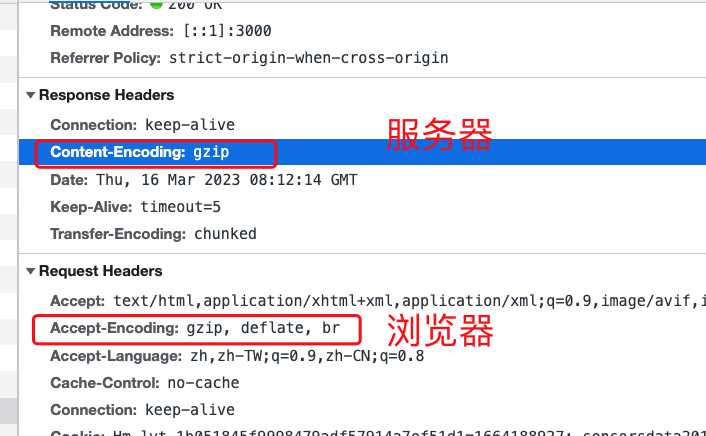 Status Code: 200 OK
Remote Address: [::1]:3000
Referrer Policy: strict-origin-when-cross-origin
Response Headers
Connection: keep-alive
服务器
Content-Encoding: gzip
Date: Thu, 16 Mar 2023 08:12:14 GMT
Keep-Alive: timeout=5
Transfer-Encoding: chunked
Request Headers
Accept: text/html,application/xhtml+xml,application/xml;q=0.9,image/avif,i
Accept-Encoding: gzip, deflate, br
浏览器
Accept-Language: zh,zh-TW;q=0.9,zh-CN;q=0.8
Cache-Control: no-cache
Connection: keep-alive
Cookie: